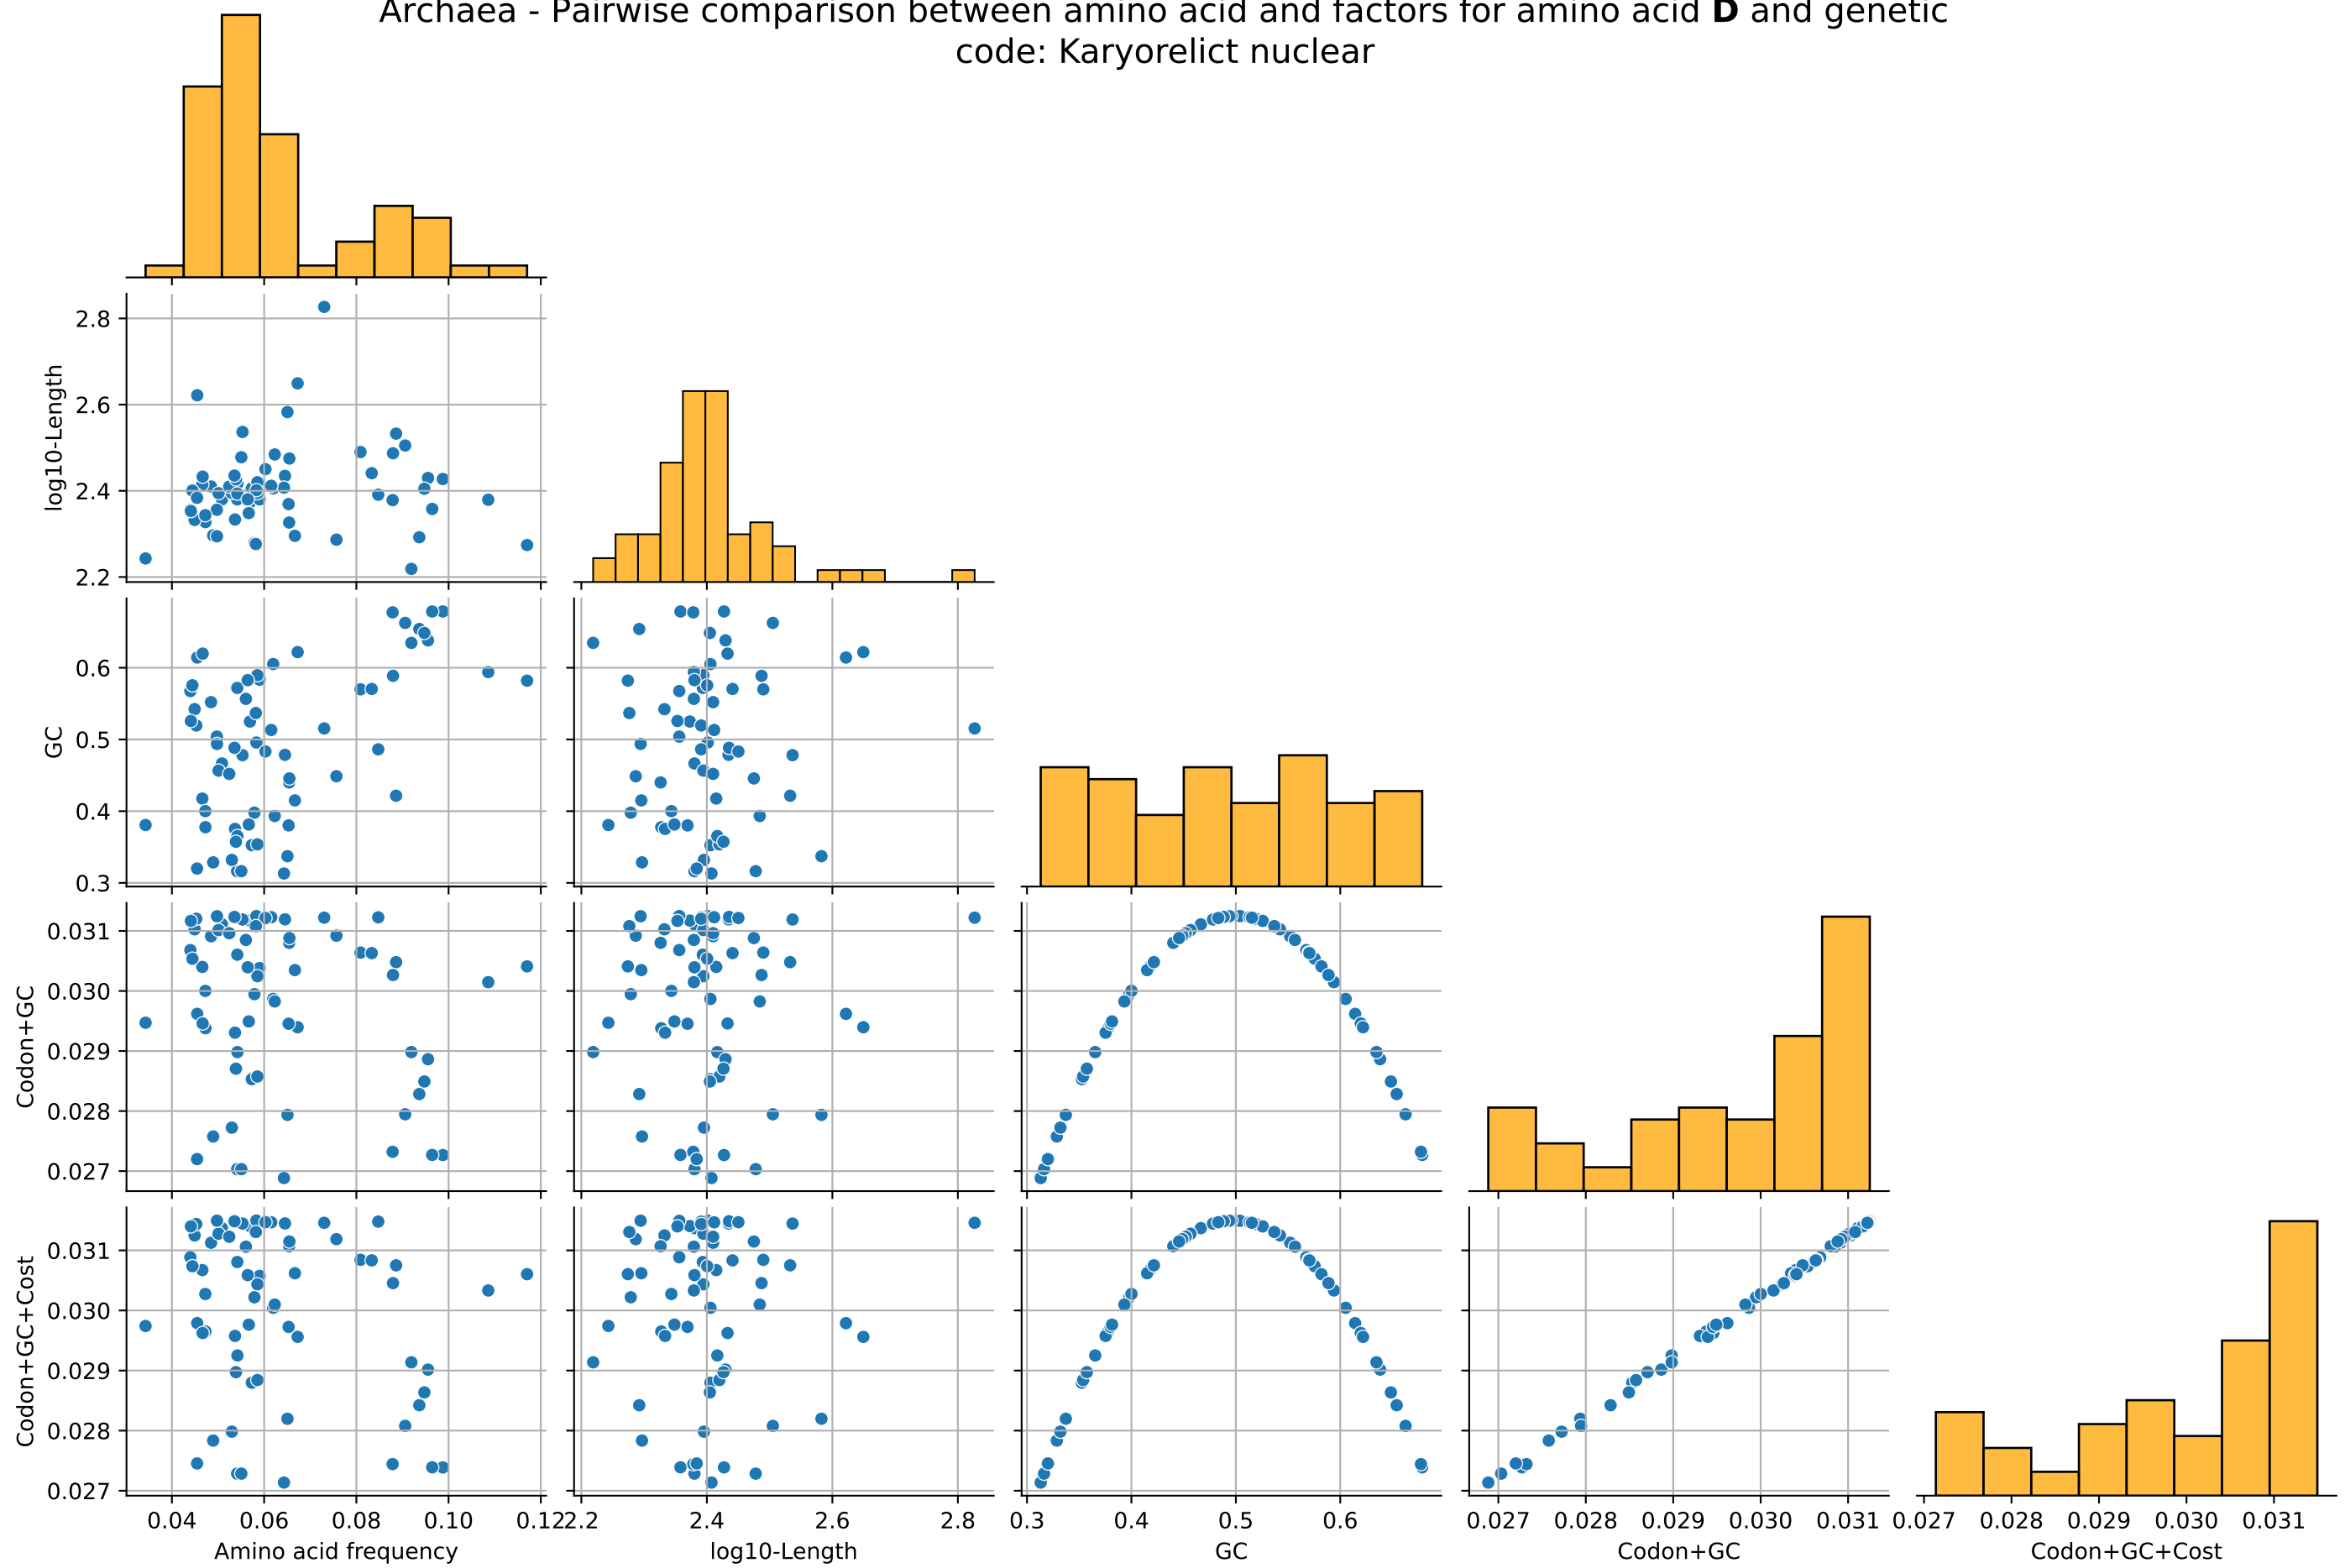 Archaea - Pairwise comparison between amino acid and factors for amino acid D and genetic
code: Karyorelict nuclear
2.8
2.6
2.4
2.2
log10-Length
0.6
0.5
0.4
0.3
GC
0.031
0.030
0.029
0.028
0.027
Codon+GC
0.031
0.030
0.029
0.028
0.027
Codon+GC+Cost
0.04 0.06 0.08 0.10 0.12
2.2 2.4 2.6 2.8
0.3 0.4 0.5 0.6
0.027 0.028 0.029 0.030 0.031
0.027 0.028 0.029 0.030 0.031
Amino acid frequency
log10-Length
GC
Codon+GC
Codon+GC+Cost